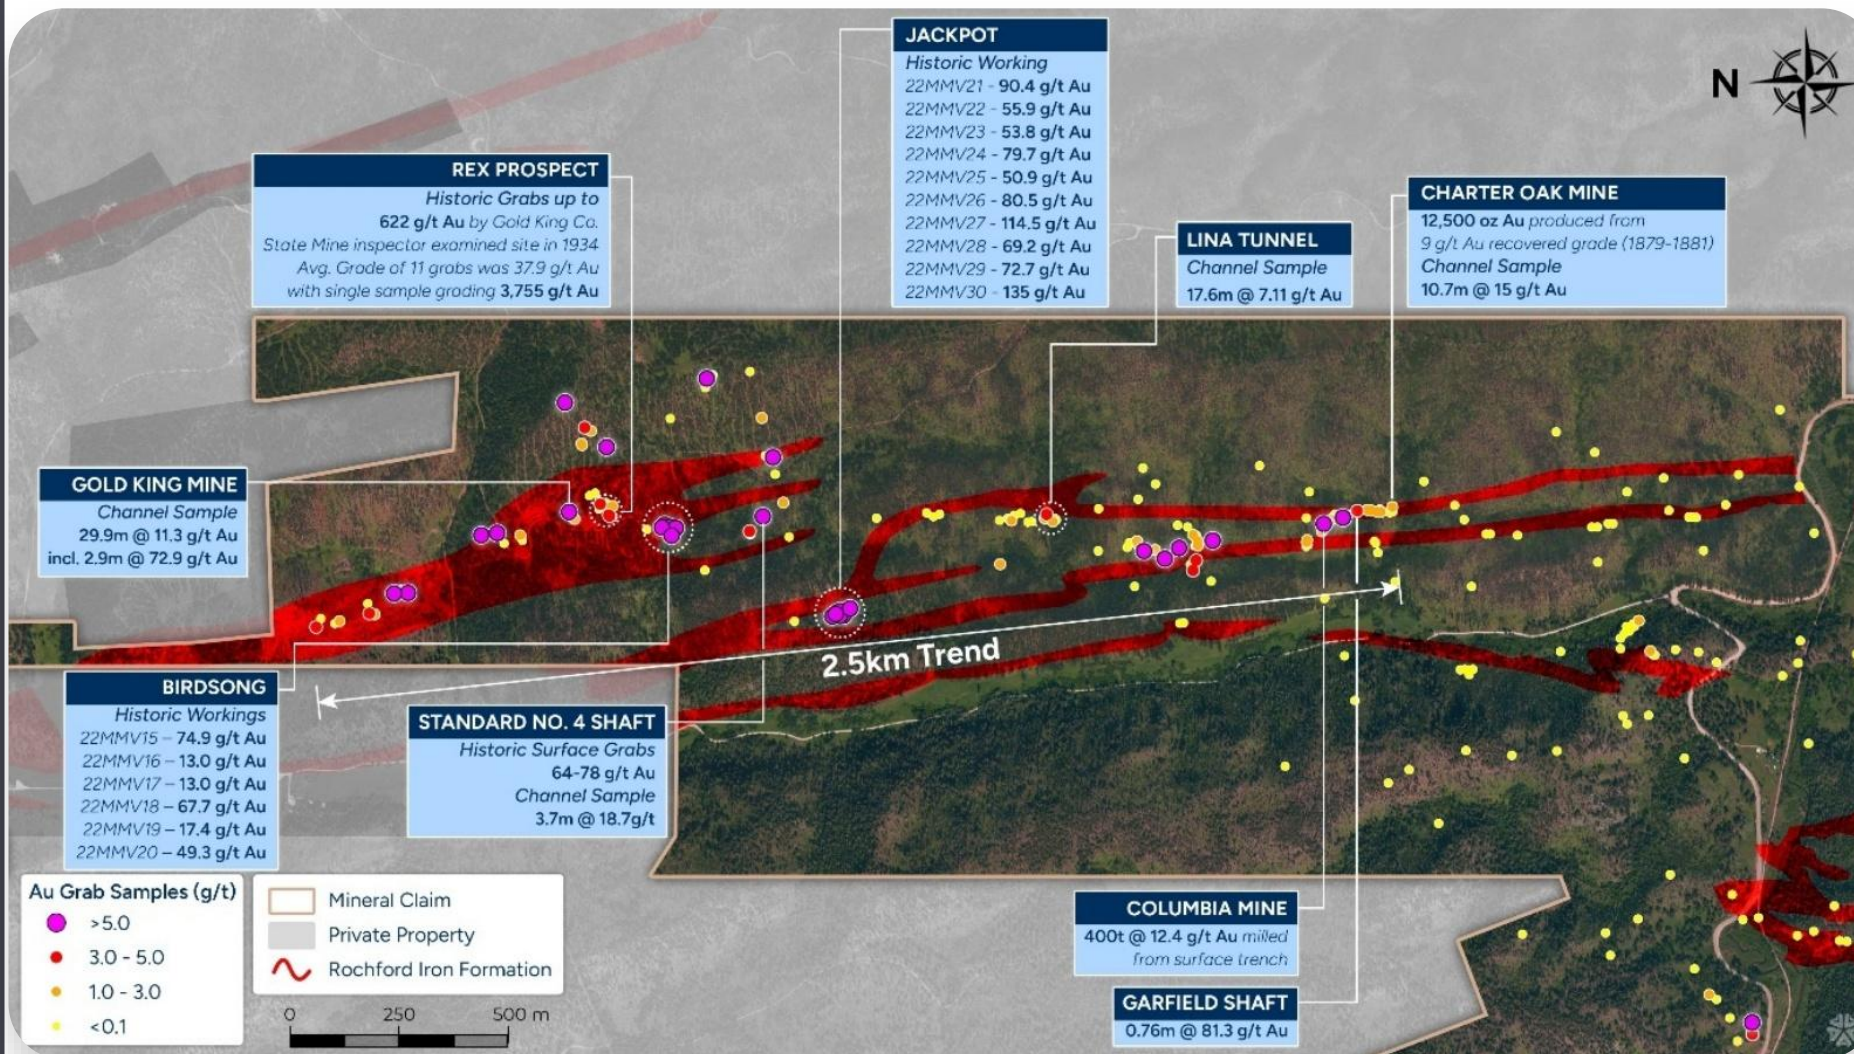 JACKPOT
Historic Working
22MMV21 - 90.4 g/t Au
22MMV22 - 55.9 g/t Au
22MMV23 - 53.8 g/t Au
22MMV24 - 79.7 g/t Au
22MMV25 - 50.9 g/t Au
22MMV26 - 80.5 g/t Au
22MMV27 - 114.5 g/t Au
22MMV28 - 69.2 g/t Au
22MMV29 - 72.7 g/t Au
22MMV30 - 135 g/t Au
N
REX PROSPECT
Historic Grabs up to
622 g/t Au by Gold King Co.
State Mine inspector examined site in 1934
Avg. Grade of 11 grabs was 37.9 g/t Au
with single sample grading 3,755 g/t Au
LINA TUNNEL
Channel Sample
17.6m @ 7.11 g/t Au
CHARTER OAK MINE
12,500 oz Au produced from
9 g/t Au recovered grade (1879-1881)
Channel Sample
10.7m @ 15 g/t Au
GOLD KING MINE
Channel Sample
29.9m @ 11.3 g/t Au
incl. 2.9m @ 72.9 g/t Au
2.5km Trend
BIRDSONG
Historic Workings
22MMV15 – 74.9 g/t Au
22MMV16 – 13.0 g/t Au
22MMV17 – 13.0 g/t Au
22MMV18 – 67.7 g/t Au
22MMV19 – 17.4 g/t Au
22MMV20 – 49.3 g/t Au
STANDARD NO. 4 SHAFT
Historic Surface Grabs
64-78 g/t Au
Channel Sample
3.7m @ 18.7g/t
COLUMBIA MINE
400t @ 12.4 g/t Au milled
from surface trench
GARFIELD SHAFT
0.76m @ 81.3 g/t Au
Au Grab Samples (g/t)
>5.0
3.0 - 5.0
1.0 - 3.0
<0.1
Mineral Claim
Private Property
Rochford Iron Formation
0 250 500 m